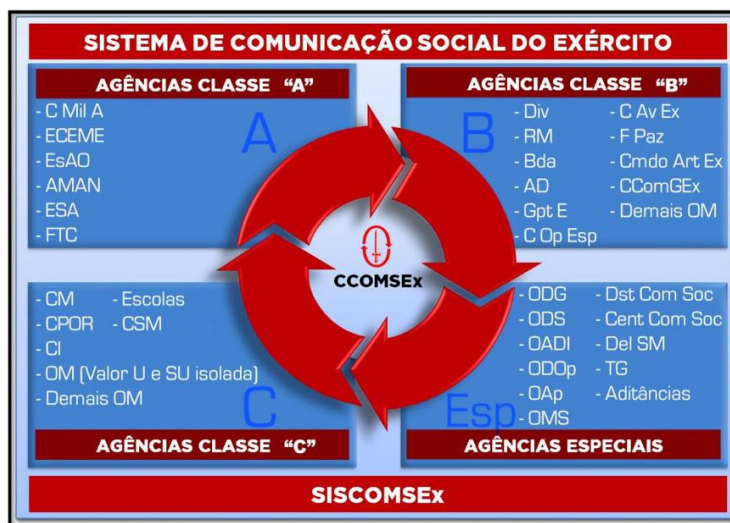 SISTEMA DE COMUNICAÇÃO SOCIAL DO EXÉRCITO
AGÊNCIAS CLASSE "A"
- C Mil A
- ECEME
- EsAO
- AMAN
- ESA
- FTC
A
AGÊNCIAS CLASSE "B"
B
- Div
- RM
- Bda
- AD
- Gpt E
- C Op Esp
- C Av Ex
- F Paz
- Cmdo Art Ex
- CComGEx
- Demais OM
CCOMSEx
- CM - Escolas
- CPOR - CSM
- CI
- OM (Valor U e SU isolada)
- Demais OM
C
AGÊNCIAS CLASSE "C"
- ODG
- ODS
- OADI
- ODOp
- OAp
- OMS
- Dst Com Soc
- Cent Com Soc
- Del SM
- TG
- Aditâncias
Esp
AGÊNCIAS ESPECIAIS
SISCOMSEx